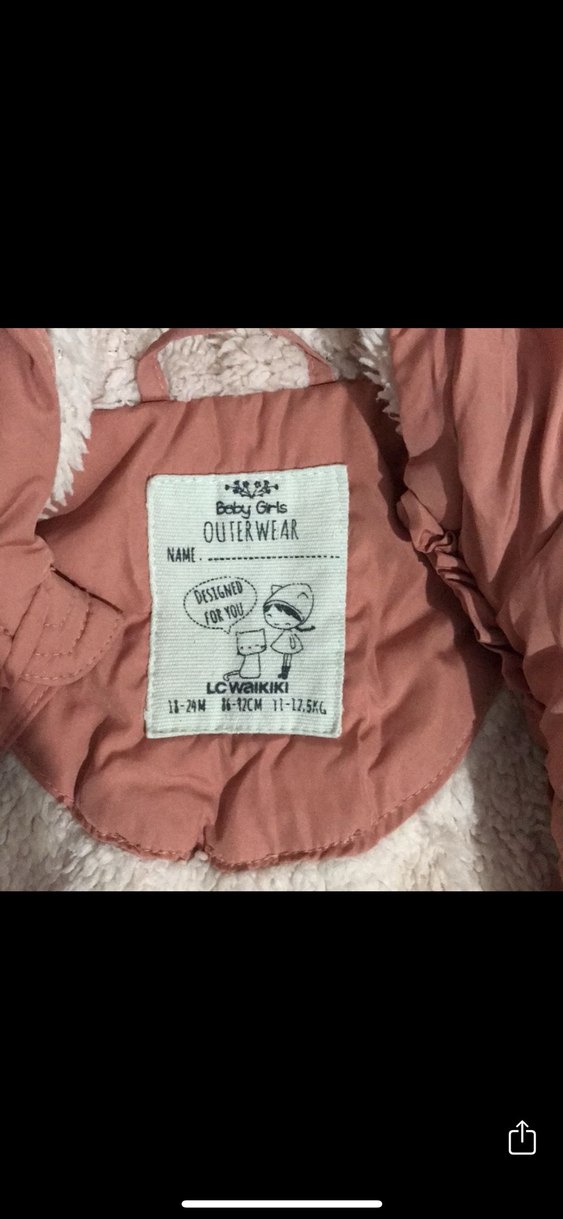 Baby Girls
OUTERWEAR
NAME.
DESIGNED
FOR YOU
LC WAIKIKI
18-24M 86-92CM 11-12,5KG